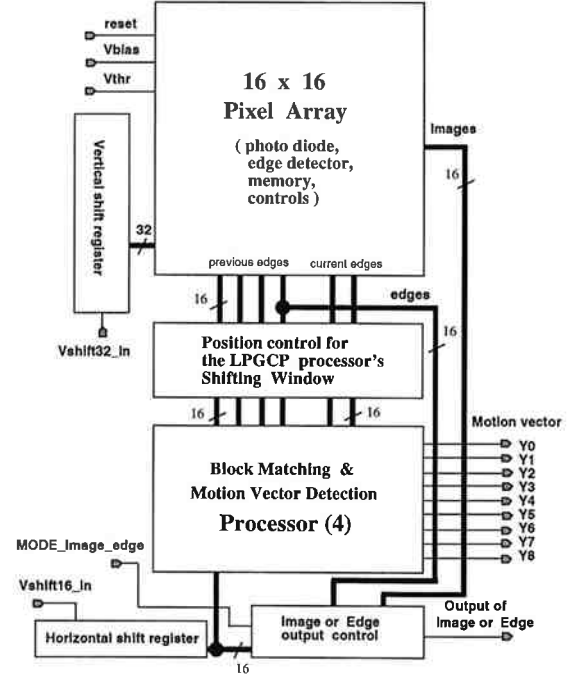 reset
Vbias
Vthr
16 x 16
Pixel Array
( photo diode,
edge detector,
memory,
controls )
Images
16
Vertical shift register
32
previous edges
current edges
16
edges
16
Vshift32_in
Position control for
the LPGCP processor's
Shifting Window
16
16
Motion vector
Y0
Y1
Y2
Y3
Y4
Y5
Y6
Y7
Y8
Block Matching &
Motion Vector Detection
Processor (4)
MODE_Image_edge
Vshift16_in
Horizontal shift register
16
Image or Edge
output control
Output of
Image or Edge